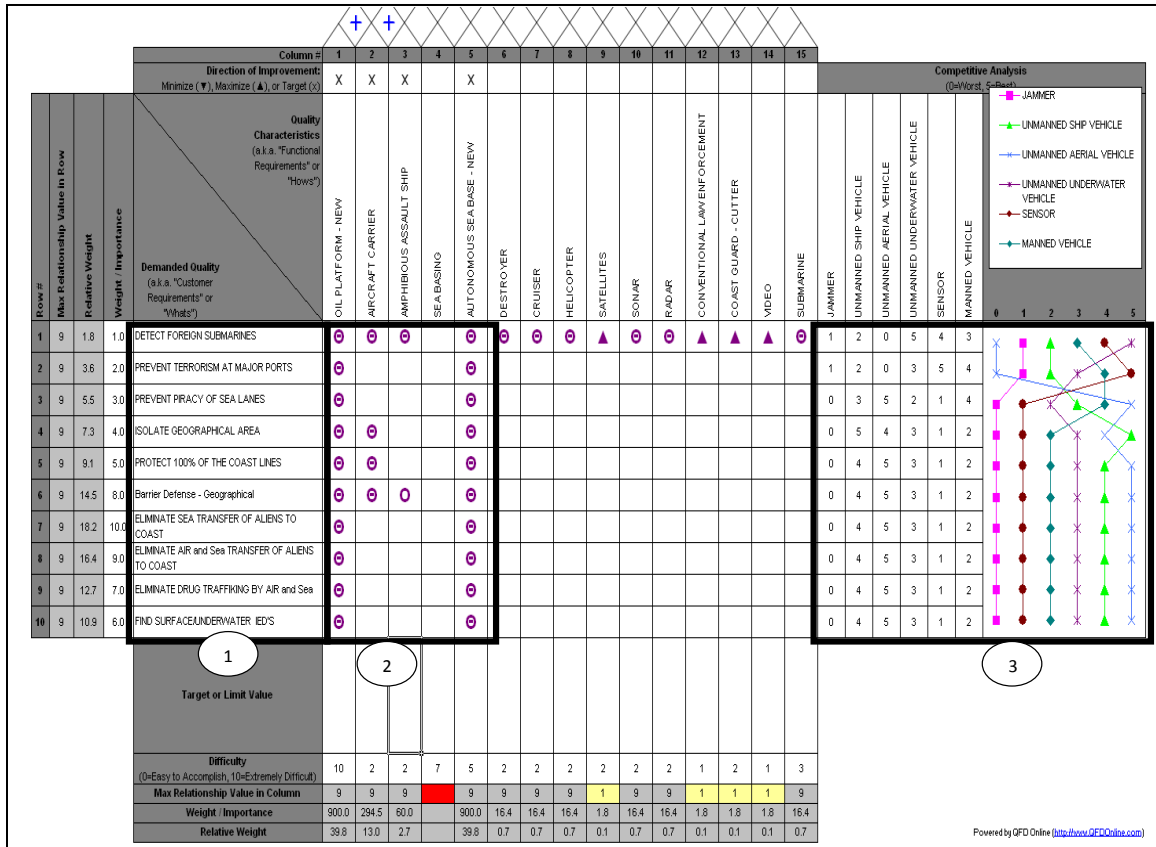 + +
Column # 1 2 3 4 5 6 7 8 9 10 11 12 13 14 15
Direction of Improvement:
Minimize (▼), Maximize (▲), or Target (x)
X X X X
Competitive Analysis
(0=Worst, 5=Best)
Row #
Max Relationship Value in Row
Relative Weight
Weight / Importance
Quality
Characteristics
(a.k.a. "Functional
Requirements" or
"Hows")
Demanded Quality
(a.k.a. "Customer
Requirements" or
"Whats")
OIL PLATFORM - NEW
AIRCRAFT CARRIER
AMPHIBIOUS ASSAULT SHIP
SEA BASING
AUTONOMOUS SEA BASE - NEW
DESTROYER
CRUISER
HELICOPTER
SATELLITES
SONAR
RADAR
CONVENTIONAL LAW ENFORCEMENT
COAST GUARD - CUTTER
VIDEO
SUBMARINE
JAMMER
UNMANNED SHIP VEHICLE
UNMANNED AERIAL VEHICLE
UNMANNED UNDERWATER VEHICLE
SENSOR
MANNED VEHICLE
JAMMER
UNMANNED SHIP VEHICLE
UNMANNED AERIAL VEHICLE
UNMANNED UNDERWATER
VEHICLE
SENSOR
MANNED VEHICLE
0 1 2 3 4 5
1 9 1.8 1.0 DETECT FOREIGN SUBMARINES Θ Θ Θ Θ Θ Θ Θ ▲ Θ Θ ▲ ▲ ▲ Θ 1 2 0 5 4 3
2 9 3.6 2.0 PREVENT TERRORISM AT MAJOR PORTS Θ Θ 1 2 0 3 5 4
3 9 5.5 3.0 PREVENT PIRACY OF SEA LANES Θ Θ 0 3 5 2 1 4
4 9 7.3 4.0 ISOLATE GEOGRAPHICAL AREA Θ Θ Θ 0 5 4 3 1 2
5 9 9.1 5.0 PROTECT 100% OF THE COAST LINES Θ Θ Θ 0 4 5 3 1 2
6 9 14.5 8.0 Barrier Defense - Geographical Θ Θ Ο Θ 0 4 5 3 1 2
7 9 18.2 10.0 ELIMINATE SEA TRANSFER OF ALIENS TO
COAST Θ Θ 0 4 5 3 1 2
8 9 16.4 9.0 ELIMINATE AIR and Sea TRANSFER OF ALIENS
TO COAST Θ Θ 0 4 5 3 1 2
9 9 12.7 7.0 ELIMINATE DRUG TRAFFIKING BY AIR and Sea Θ Θ 0 4 5 3 1 2
10 9 10.9 6.0 FIND SURFACE/UNDERWATER IED'S Θ Θ 0 4 5 3 1 2
1 2 3
Target or Limit Value
Difficulty
(0=Easy to Accomplish, 10=Extremely Difficult)
10 2 2 7 5 2 2 2 2 2 2 1 2 1 3
Max Relationship Value in Column 9 9 9 9 9 9 9 1 9 9 1 1 1 9
Weight / Importance 900.0 294.5 60.0 900.0 16.4 16.4 16.4 1.8 16.4 16.4 1.8 1.8 1.8 16.4
Relative Weight 39.8 13.0 2.7 39.8 0.7 0.7 0.7 0.1 0.7 0.7 0.1 0.1 0.1 0.7
Powered by QFD Online (http://www.QFDOnline.com)